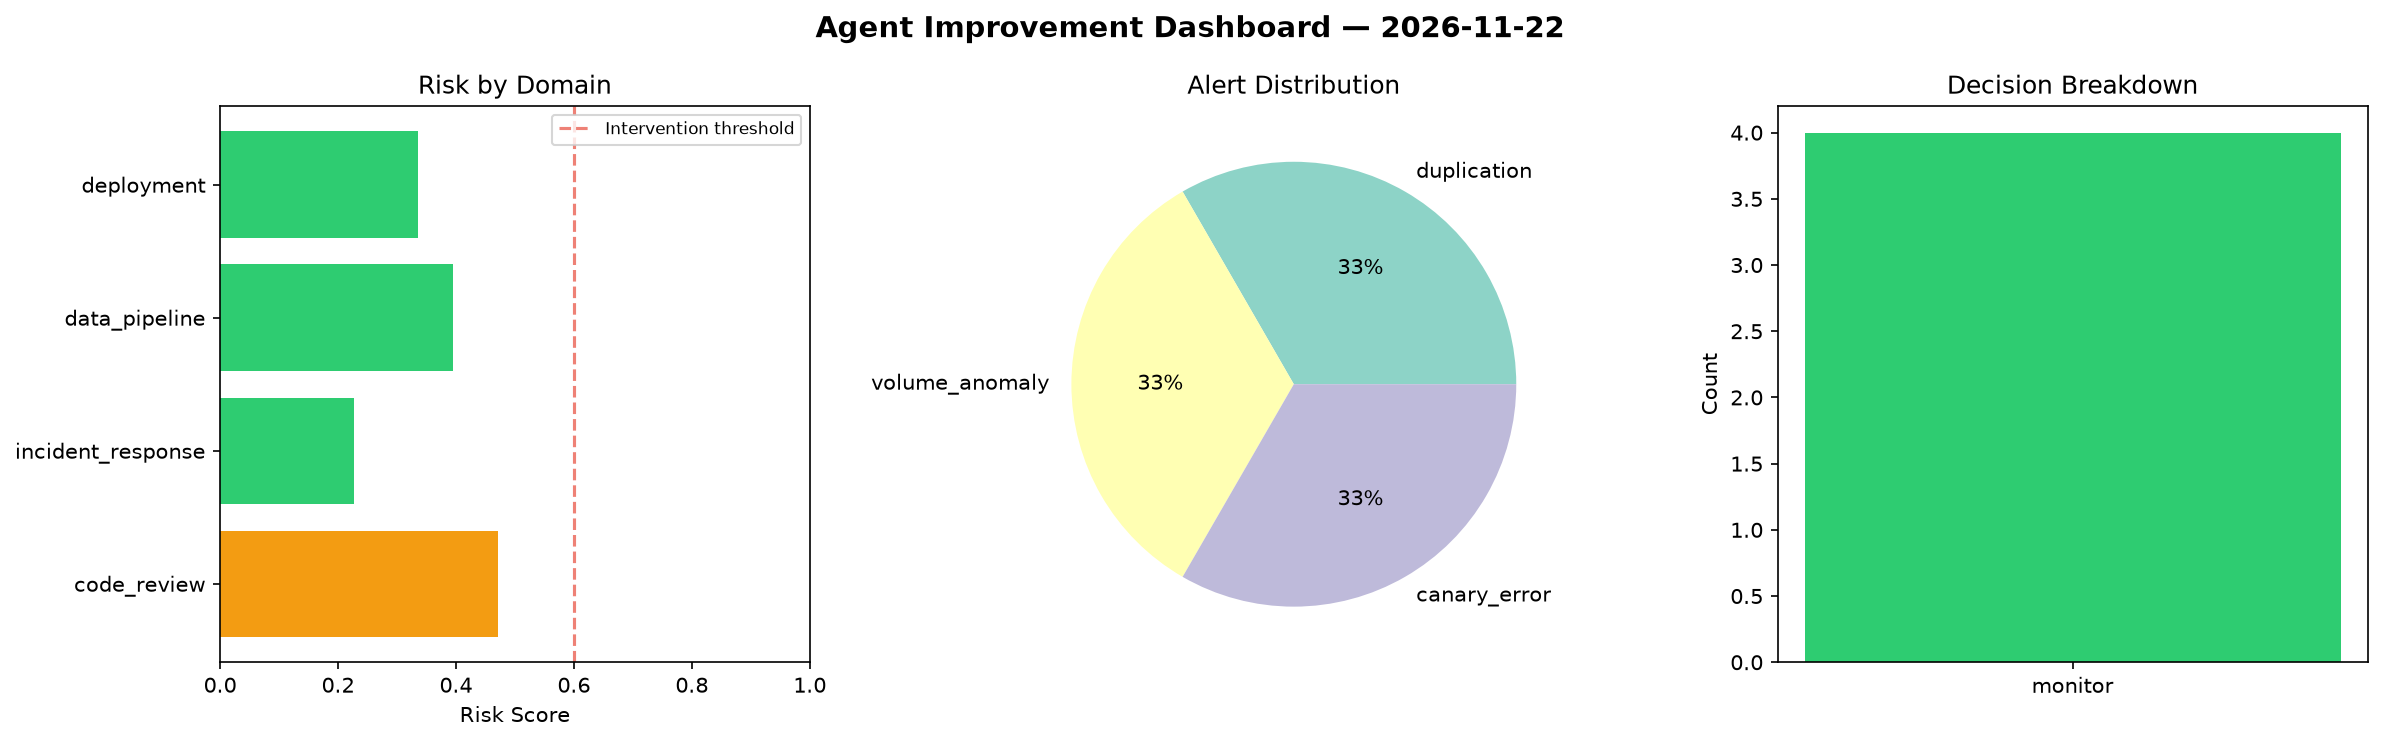 Agent Improvement Dashboard — 2026-11-22
Risk by Domain
Intervention threshold
deployment
data_pipeline
incident_response
code_review
0.0 0.2 0.4 0.6 0.8 1.0
Risk Score
Alert Distribution
duplication
33%
volume_anomaly
33%
33%
canary_error
Decision Breakdown
4.0
3.5
3.0
2.5
2.0
1.5
1.0
0.5
0.0
Count
monitor